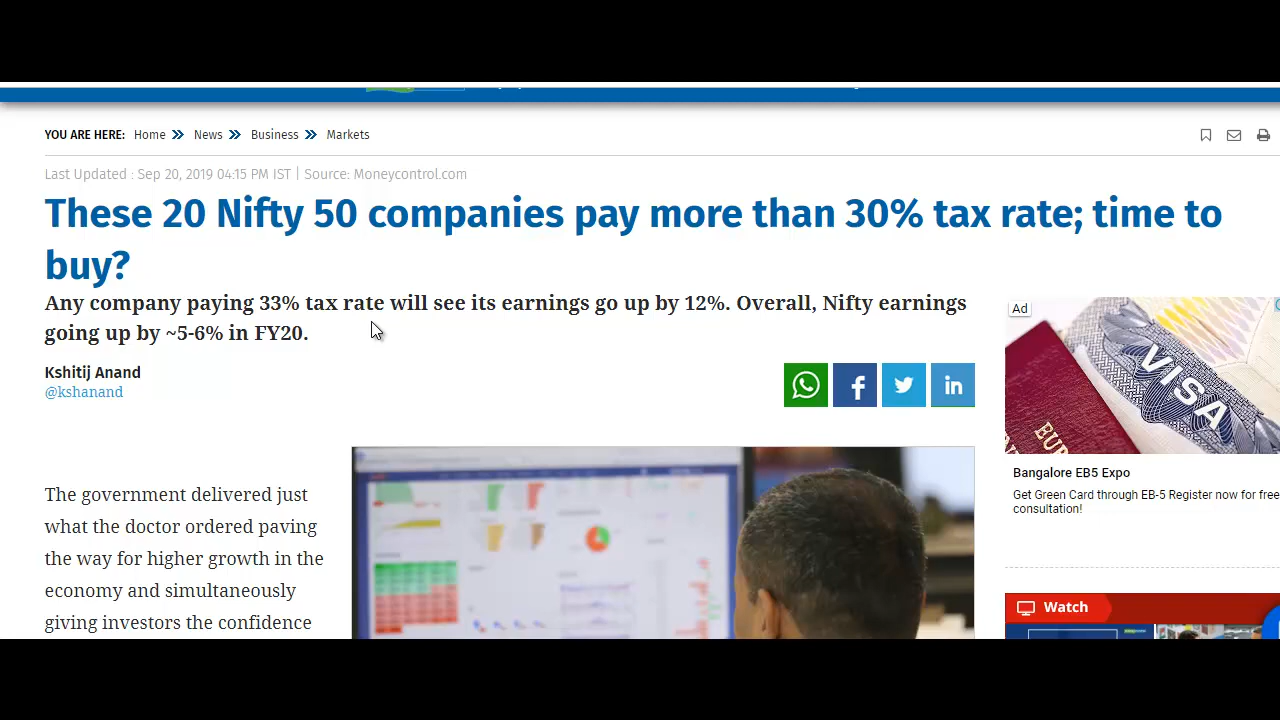 YOU ARE HERE: Home News Business Markets
Last Updated : Sep 20, 2019 04:15 PM IST | Source: Moneycontrol.com
These 20 Nifty 50 companies pay more than 30% tax rate; time to
buy?
Any company paying 33% tax rate will see its earnings go up by 12%. Overall, Nifty earnings
going up by ~5-6% in FY20.
Kshitij Anand
@kshanand
The government delivered just
what the doctor ordered paving
the way for higher growth in the
economy and simultaneously
giving investors the confidence
Ad
VISA
Bangalore EB5 Expo
Get Green Card through EB-5 Register now for free
consultation!
Watch